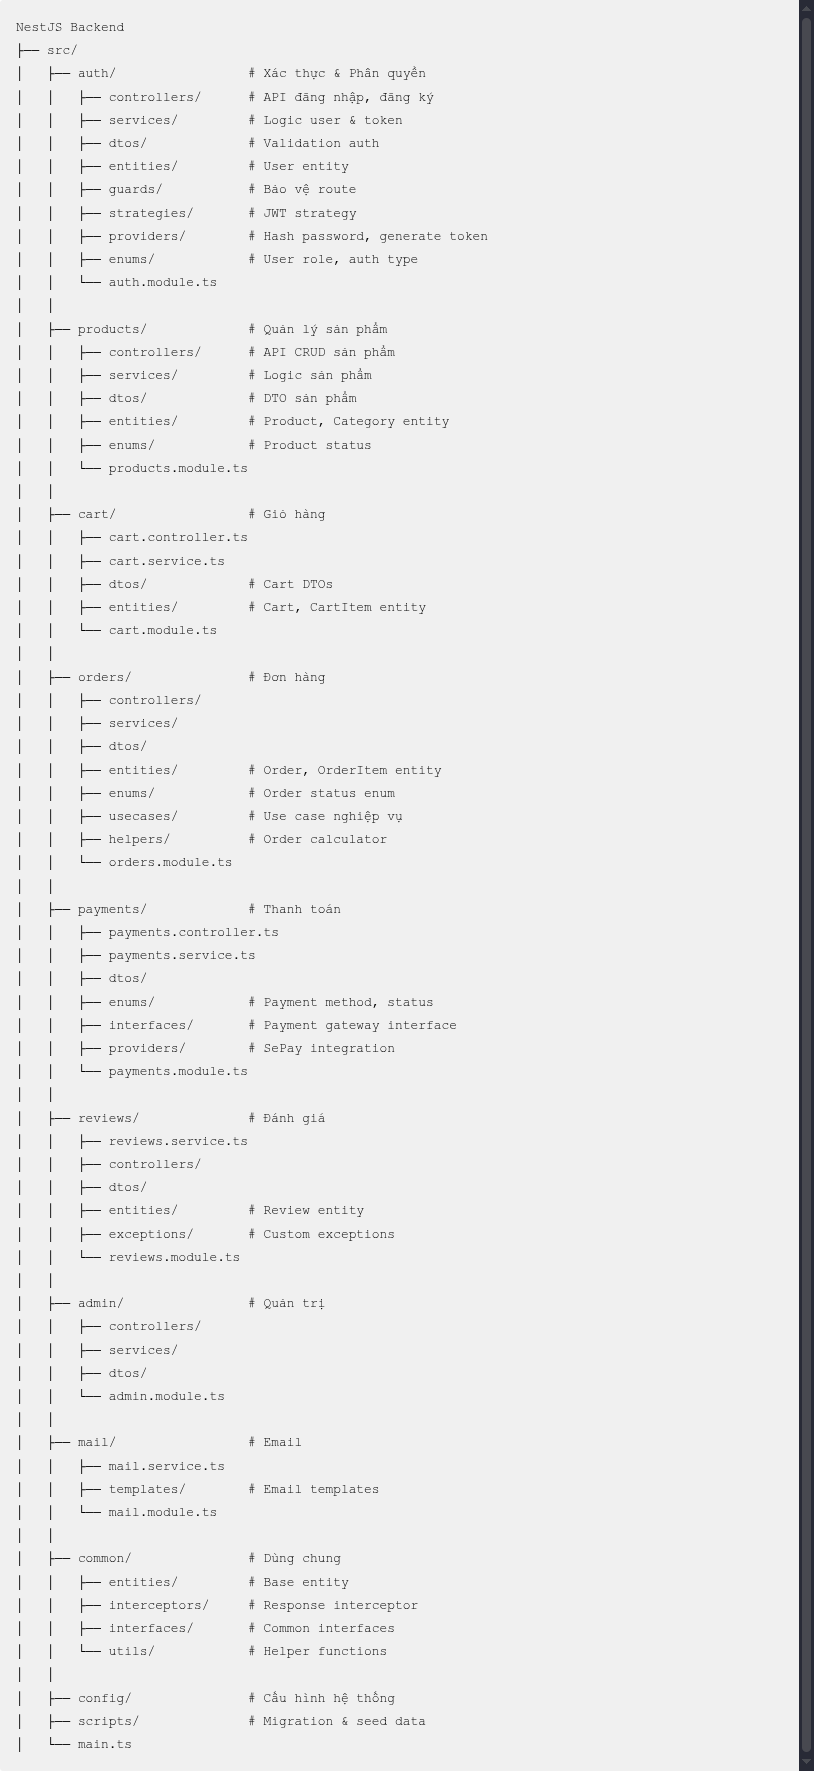 NestJS Backend
├── src/
│   ├── auth/                 # Xác thực & Phân quyền
│   │   ├── controllers/      # API đăng nhập, đăng ký
│   │   ├── services/         # Logic user & token
│   │   ├── dtos/             # Validation auth
│   │   ├── entities/         # User entity
│   │   ├── guards/           # Bảo vệ route
│   │   ├── strategies/       # JWT strategy
│   │   ├── providers/        # Hash password, generate token
│   │   ├── enums/            # User role, auth type
│   │   └── auth.module.ts
│   │
│   ├── products/             # Quản lý sản phẩm
│   │   ├── controllers/      # API CRUD sản phẩm
│   │   ├── services/         # Logic sản phẩm
│   │   ├── dtos/             # DTO sản phẩm
│   │   ├── entities/         # Product, Category entity
│   │   ├── enums/            # Product status
│   │   └── products.module.ts
│   │
│   ├── cart/                 # Giỏ hàng
│   │   ├── cart.controller.ts
│   │   ├── cart.service.ts
│   │   ├── dtos/             # Cart DTOs
│   │   ├── entities/         # Cart, CartItem entity
│   │   └── cart.module.ts
│   │
│   ├── orders/               # Đơn hàng
│   │   ├── controllers/
│   │   ├── services/
│   │   ├── dtos/
│   │   ├── entities/         # Order, OrderItem entity
│   │   ├── enums/            # Order status enum
│   │   ├── usecases/         # Use case nghiệp vụ
│   │   ├── helpers/          # Order calculator
│   │   └── orders.module.ts
│   │
│   ├── payments/             # Thanh toán
│   │   ├── payments.controller.ts
│   │   ├── payments.service.ts
│   │   ├── dtos/
│   │   ├── enums/            # Payment method, status
│   │   ├── interfaces/       # Payment gateway interface
│   │   ├── providers/        # SePay integration
│   │   └── payments.module.ts
│   │
│   ├── reviews/              # Đánh giá
│   │   ├── reviews.service.ts
│   │   ├── controllers/
│   │   ├── dtos/
│   │   ├── entities/         # Review entity
│   │   ├── exceptions/       # Custom exceptions
│   │   └── reviews.module.ts
│   │
│   ├── admin/                # Quản trị
│   │   ├── controllers/
│   │   ├── services/
│   │   ├── dtos/
│   │   └── admin.module.ts
│   │
│   ├── mail/                 # Email
│   │   ├── mail.service.ts
│   │   ├── templates/        # Email templates
│   │   └── mail.module.ts
│   │
│   ├── common/               # Dùng chung
│   │   ├── entities/         # Base entity
│   │   ├── interceptors/     # Response interceptor
│   │   ├── interfaces/       # Common interfaces
│   │   └── utils/            # Helper functions
│   │
│   ├── config/               # Cấu hình hệ thống
│   ├── scripts/              # Migration & seed data
│   └── main.ts